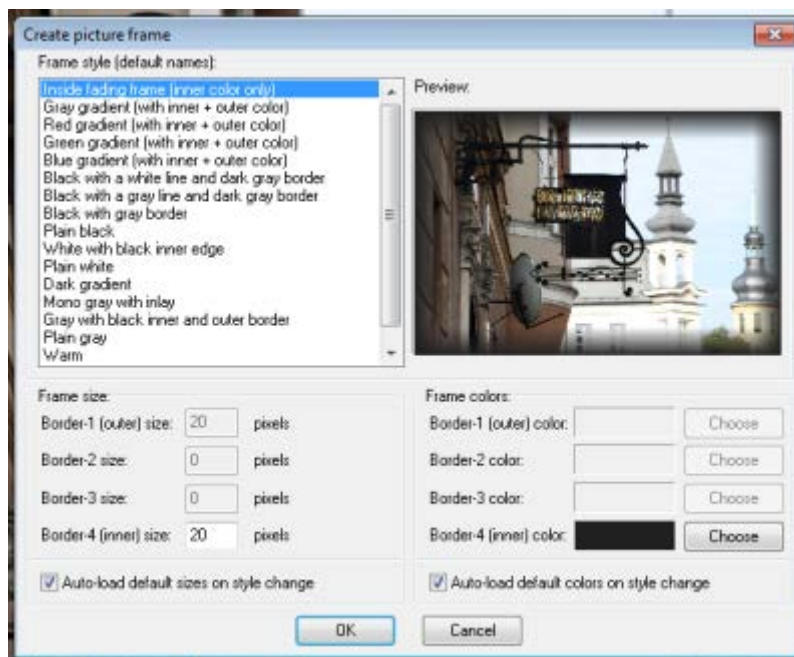 Create picture frame
Frame style (default names):
Inside fading frame (inner color only)
Gray gradient (with inner + outer color)
Red gradient (with inner + outer color)
Green gradient (with inner + outer color)
Blue gradient (with inner + outer color)
Black with a white line and dark gray border
Black with a gray line and dark gray border
Black with gray border
Plain black
White with black inner edge
Plain white
Dark gradient
Mono gray with inlay
Gray with black inner and outer border
Plain gray
Warm
Preview:
Frame size:
Border-1 (outer) size: 20 pixels
Border-2 size: 0 pixels
Border-3 size: 0 pixels
Border-4 (inner) size: 20 pixels
Auto-load default sizes on style change
Frame colors:
Border-1 (outer) color: Choose
Border-2 color: Choose
Border-3 color: Choose
Border-4 (inner) color: Choose
Auto-load default colors on style change
OK Cancel